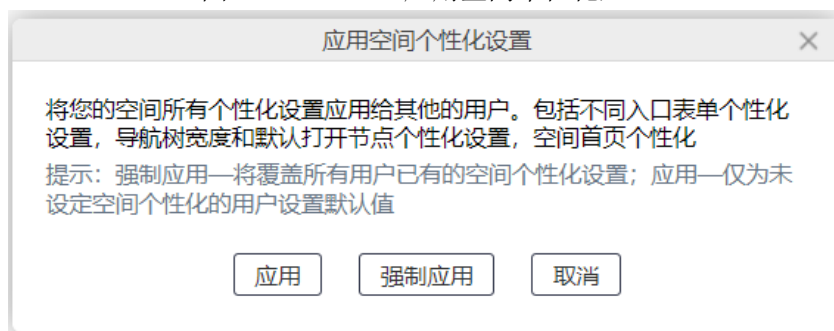 应用空间个性化设置
将您的空间所有个性化设置应用给其他的用户。包括不同入口表单个性化
设置，导航树宽度和默认打开节点个性化设置，空间首页个性化
提示：强制应用—将覆盖所有用户已有的空间个性化设置；应用—仅为未
设定空间个性化的用户设置默认值
应用 强制应用 取消